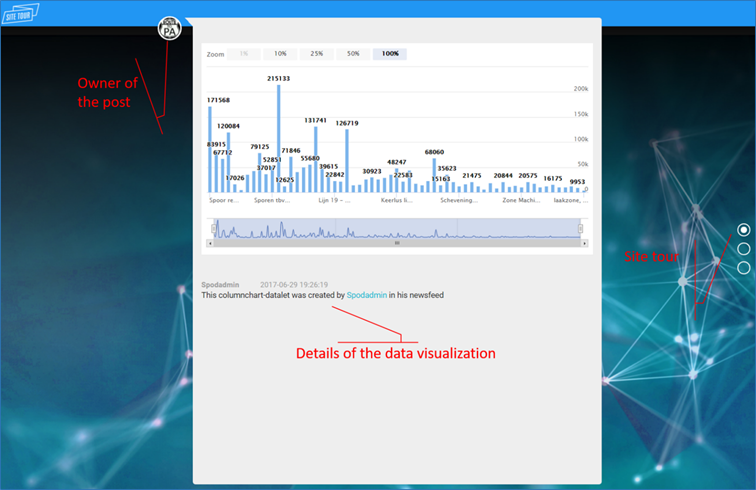 SITE TOUR
PA
Zoom 1% 10% 25% 50% 100%
215133
200k
171568
150k
131741
126719
120084
100k
83915
79125
71846
67712
68060
52851
55680
50k
48247
37017
39615
30923
35623
17026
12625
22842
22583
15163
21475
20844
20575
16175
9953
0
Spoor re...
Sporen tbv...
Lijn 19 – ...
Keerlus li...
Schevening...
Zone Machi...
laakzone, ...
Owner of
the post
Site tour
Spodadmin 2017-06-29 19:26:19
This columnchart-datalet was created by Spodadmin in his newsfeed
Details of the data visualization